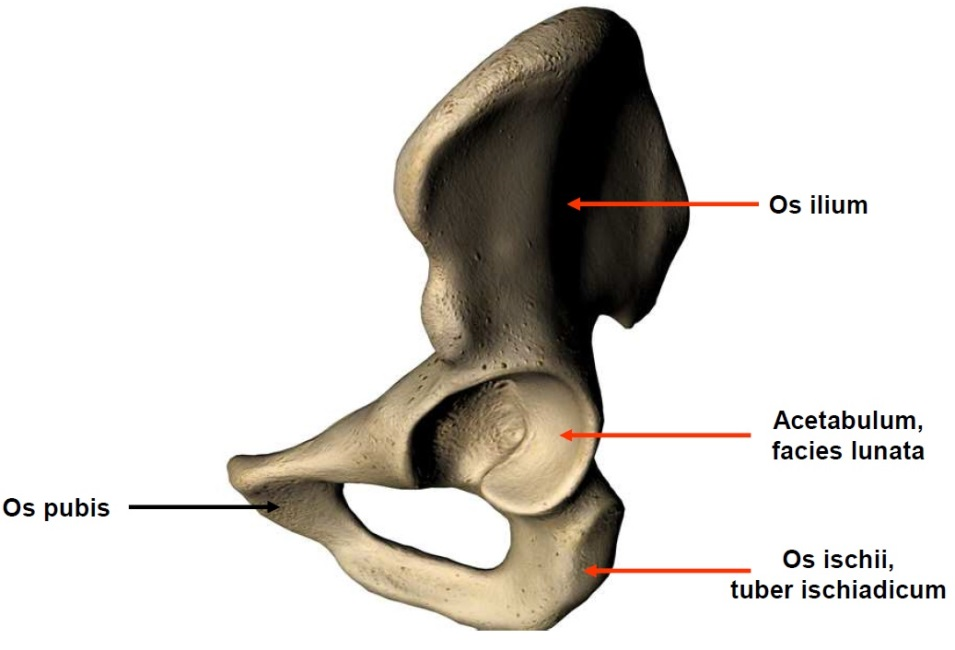 Os ilium
Acetabulum,
facies lunata
Os pubis
Os ischii,
tuber ischiadicum